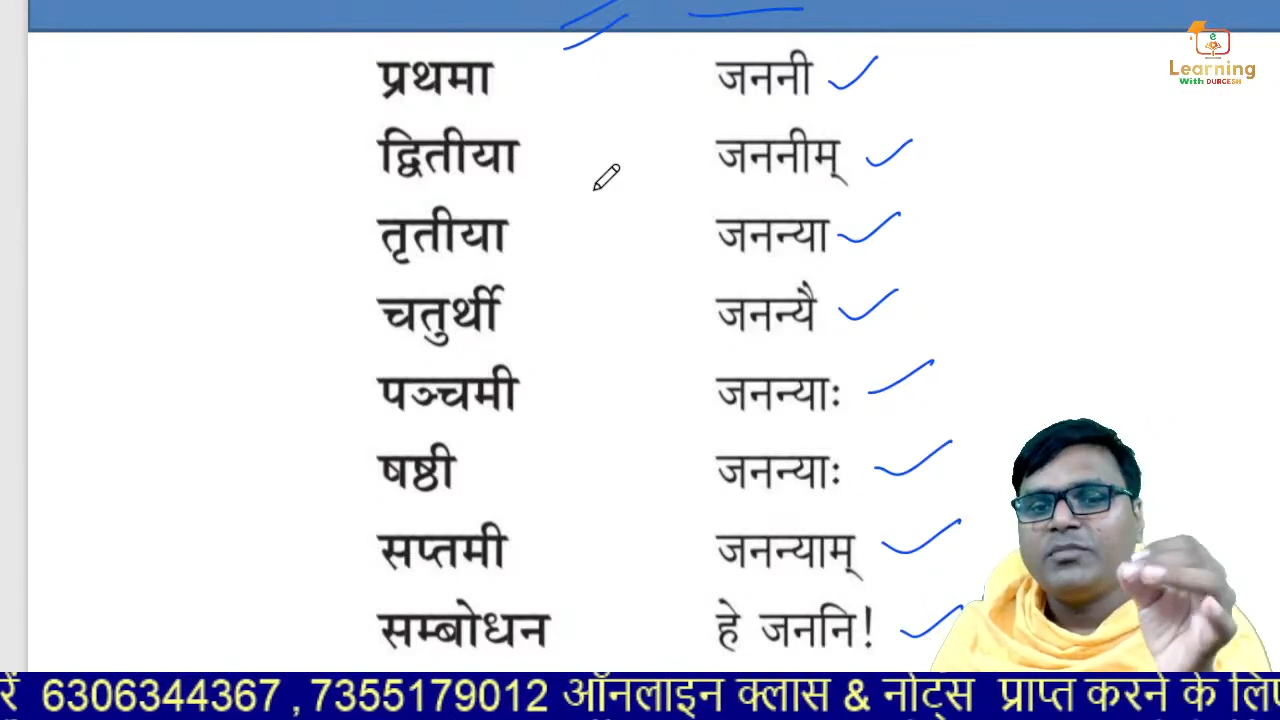 प्रथमा जननी
द्वितीया जननीम्
तृतीया जनन्या
चतुर्थी जनन्यै
पञ्चमी जनन्याः
षष्ठी जनन्याः
सप्तमी जनन्याम्
सम्बोधन हे जननि!
e
Learning
With DURGESH
रें 6306344367 ,7355179012 ऑनलाइन क्लास & नोट्स प्राप्त करने के लिए